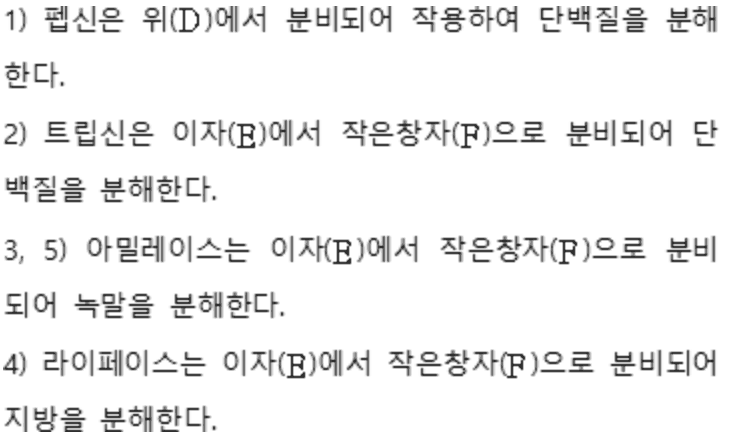 1) 펩신은 위(D)에서 분비되어 작용하여 단백질을 분해
한다.
2) 트립신은 이자(E)에서 작은창자(F)으로 분비되어 단
백질을 분해한다.
3, 5) 아밀레이스는 이자(E)에서 작은창자(F)으로 분비
되어 녹말을 분해한다.
4) 라이페이스는 이자(E)에서 작은창자(F)으로 분비되어
지방을 분해한다.